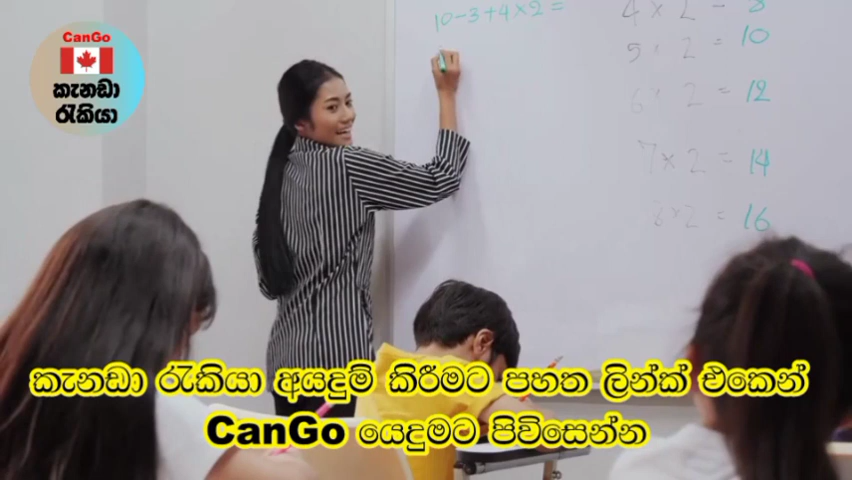 CanGo
කැනඩා
රැකියා
10-3+4×2=
4 × 2 = 8
5 × 2 = 10
6 × 2 = 12
7 × 2 = 14
8 × 2 = 16
කැනඩා රැකියා අයදුම් කිරීමට පහත ලින්ක් එකෙන්
CanGo යෙදුමට පිවිසෙන්න